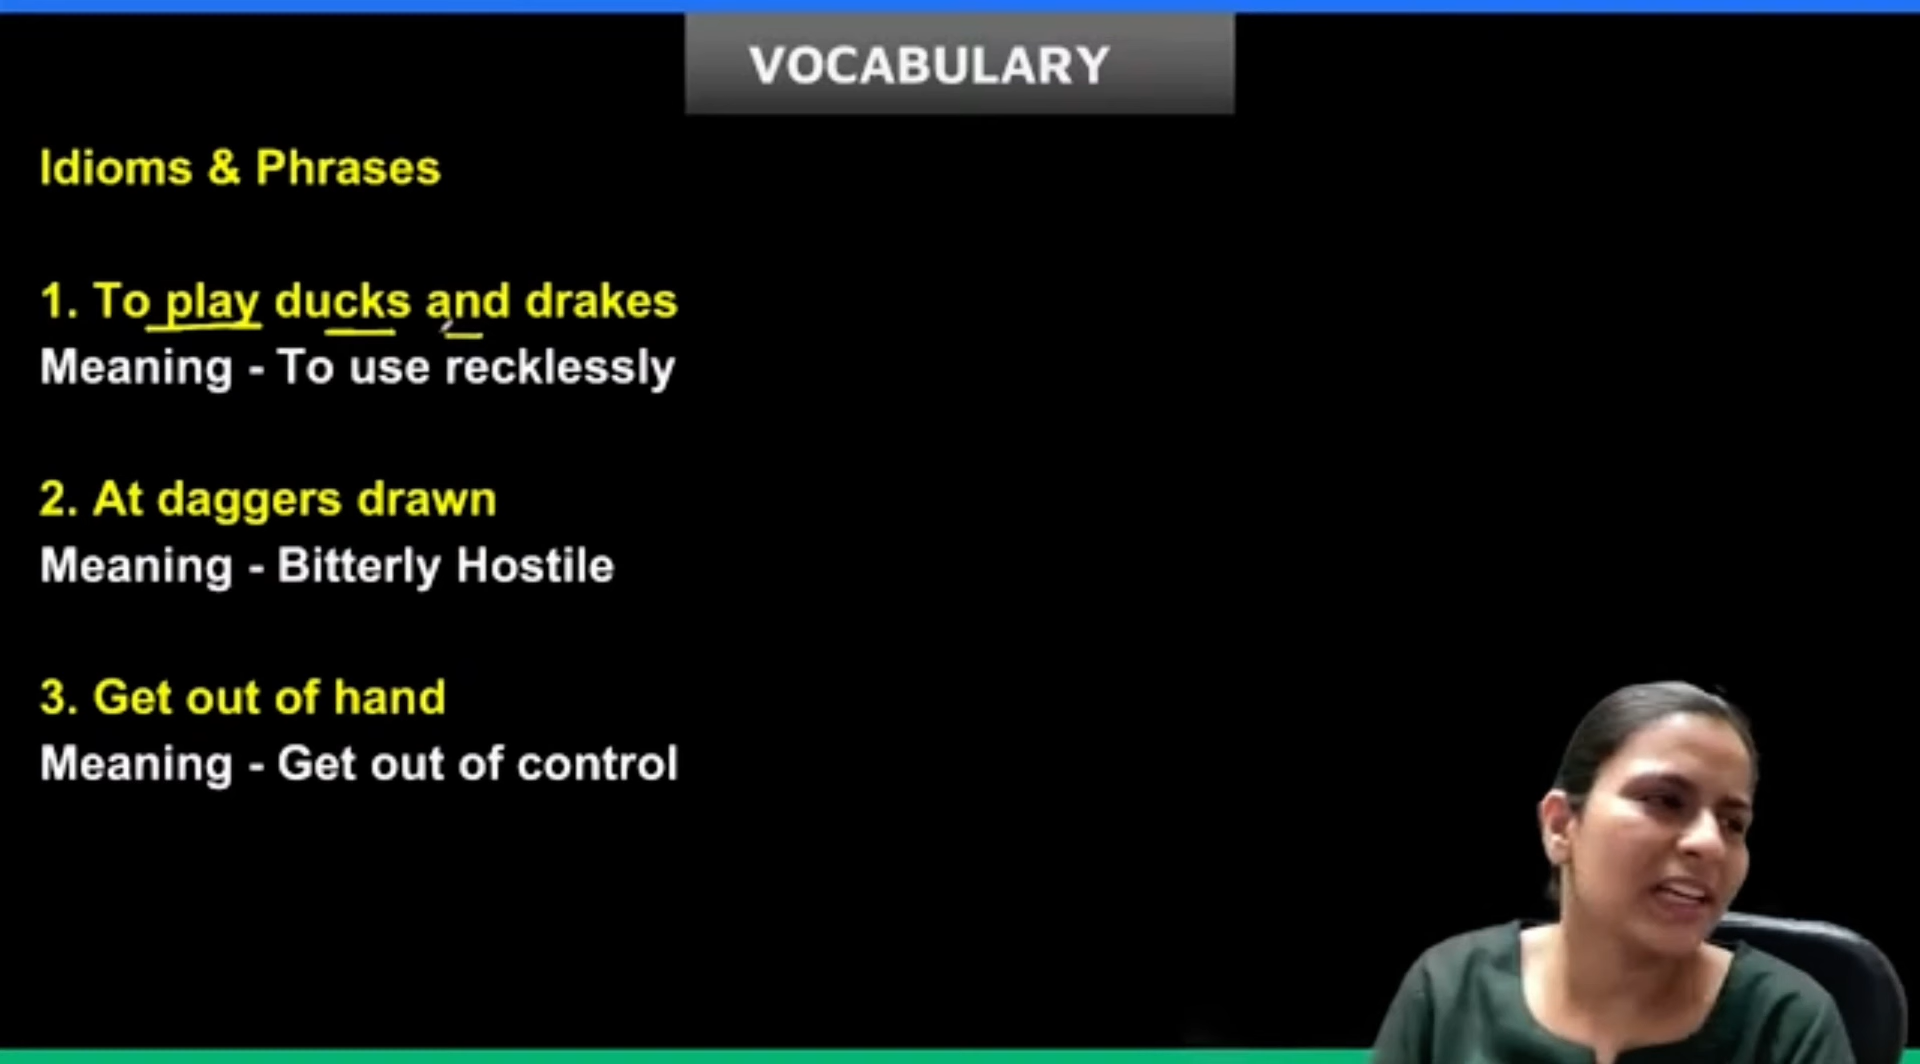 VOCABULARY
Idioms & Phrases
1. To play ducks and drakes
Meaning - To use recklessly
2. At daggers drawn
Meaning - Bitterly Hostile
3. Get out of hand
Meaning - Get out of control